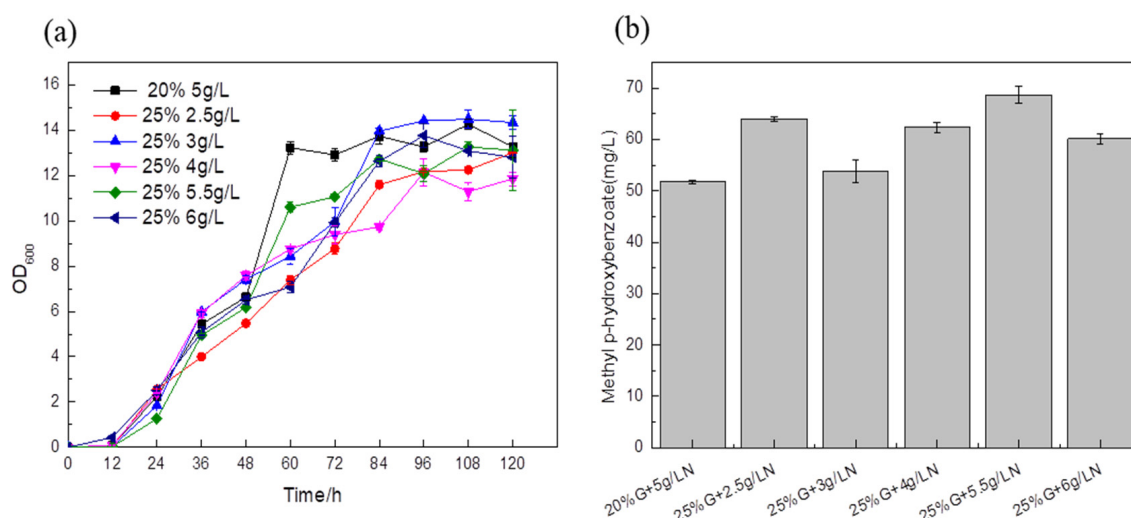 (a)
(b)
OD600
16
14
12
10
8
6
4
2
0
20% 5g/L
25% 2.5g/L
25% 3g/L
25% 4g/L
25% 5.5g/L
25% 6g/L
0 12 24 36 48 60 72 84 96 108 120
Time/h
Methyl p-hydroxybenzoate(mg/L)
70
60
50
40
30
20
10
0
20% G+5g/LN
25% G+2.5g/LN
25% G+3g/LN
25% G+4g/LN
25% G+5.5g/LN
25% G+6g/LN